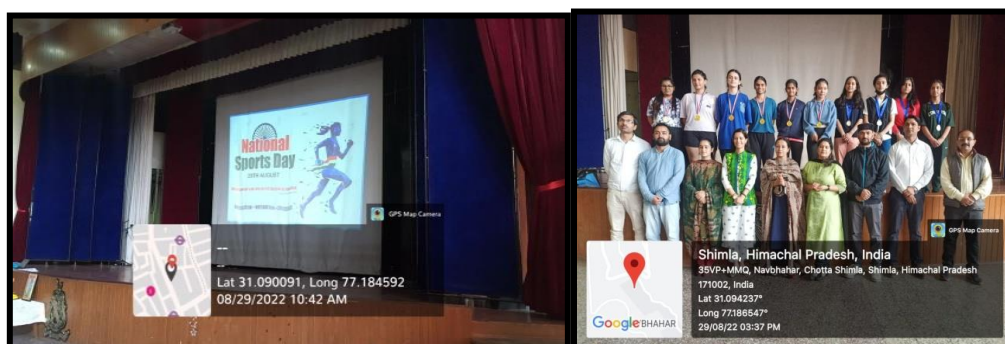 National
Sports Day
29TH AUGUST
GPS Map Camera
--
--
Lat 31.090091, Long 77.184592
08/29/2022 10:42 AM
GPS Map Camera
Shimla, Himachal Pradesh, India
35VP+MMQ, Navbhahar, Chotta Shimla, Shimla, Himachal Pradesh
171002, India
Lat 31.094237°
Long 77.186547°
29/08/22 03:37 PM
Google
BHAHAR